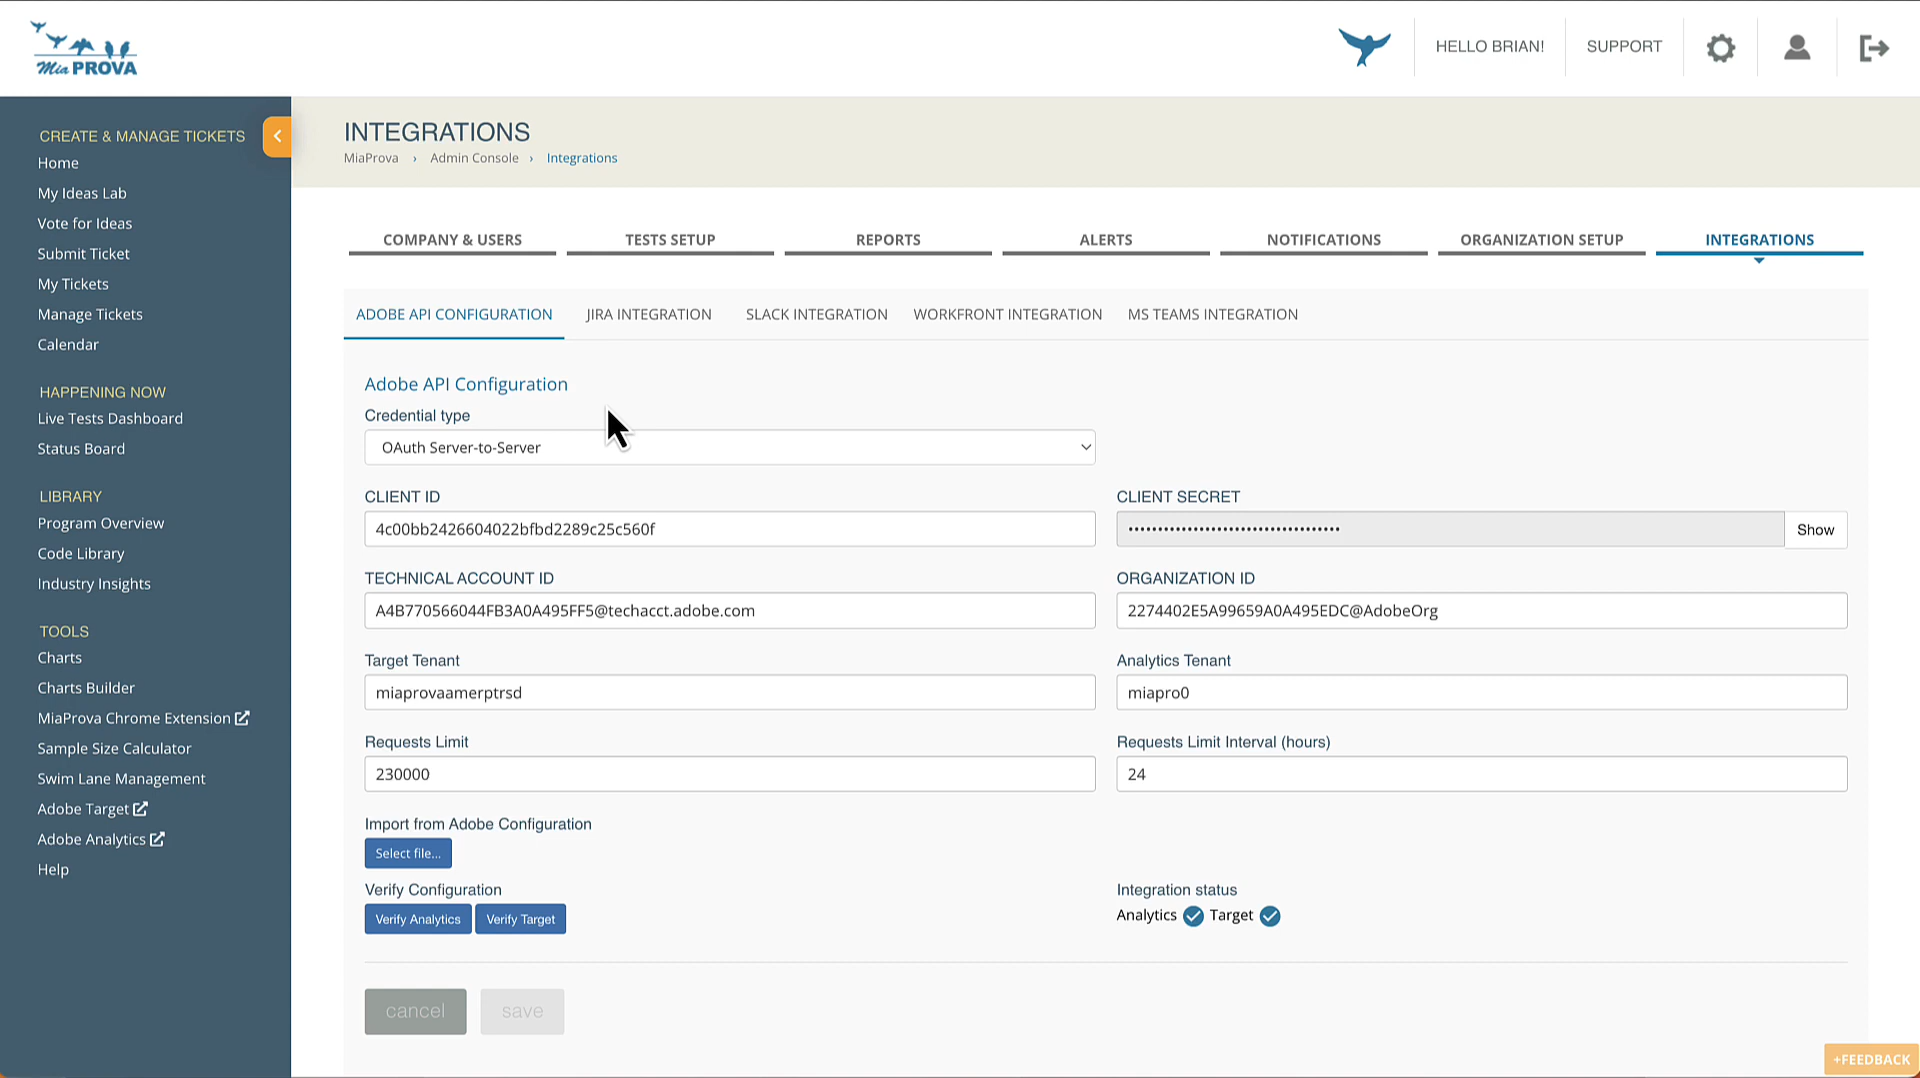 Mia PROVA
HELLO BRIAN!
SUPPORT
CREATE & MANAGE TICKETS
Home
My Ideas Lab
Vote for Ideas
Submit Ticket
My Tickets
Manage Tickets
Calendar
HAPPENING NOW
Live Tests Dashboard
Status Board
LIBRARY
Program Overview
Code Library
Industry Insights
TOOLS
Charts
Charts Builder
MiaProva Chrome Extension
Sample Size Calculator
Swim Lane Management
Adobe Target
Adobe Analytics
Help
INTEGRATIONS
MiaProva › Admin Console › Integrations
COMPANY & USERS TESTS SETUP REPORTS ALERTS NOTIFICATIONS ORGANIZATION SETUP INTEGRATIONS
ADOBE API CONFIGURATION JIRA INTEGRATION SLACK INTEGRATION WORKFRONT INTEGRATION MS TEAMS INTEGRATION
Adobe API Configuration
Credential type
OAuth Server-to-Server
CLIENT ID
4c00bb2426604022bfbd2289c25c560f
CLIENT SECRET
Show
TECHNICAL ACCOUNT ID
A4B770566044FB3A0A495FF5@techacct.adobe.com
ORGANIZATION ID
2274402E5A99659A0A495EDC@AdobeOrg
Target Tenant
miaprovaamerptrsd
Analytics Tenant
miapro0
Requests Limit
230000
Requests Limit Interval (hours)
24
Import from Adobe Configuration
Select file...
Verify Configuration
Verify Analytics Verify Target
Integration status
Analytics Target
cancel save
+FEEDBACK